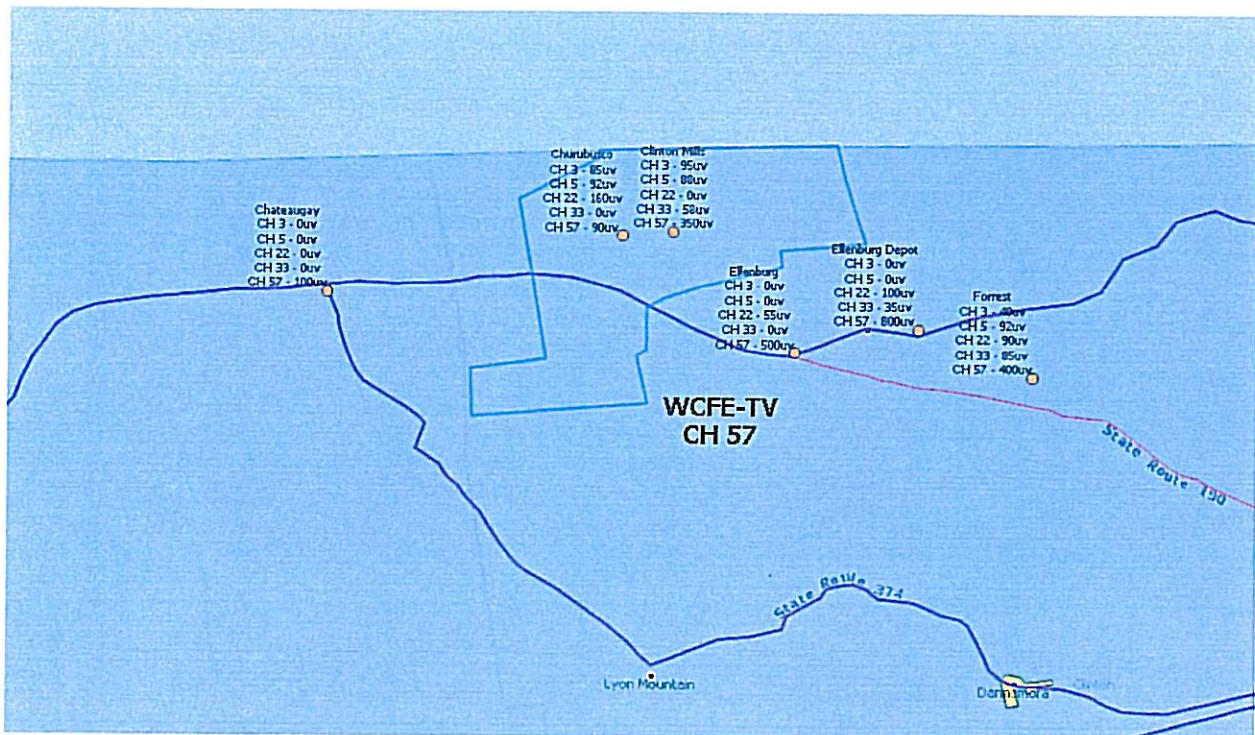 Churubusco
CH 3 - 85uv
CH 5 - 92uv
CH 22 - 160uv
CH 33 - 0uv
CH 57 - 90uv
Clinton Mills
CH 3 - 95uv
CH 5 - 88uv
CH 22 - 0uv
CH 33 - 58uv
CH 57 - 350uv
Chateaugay
CH 3 - 0uv
CH 5 - 0uv
CH 22 - 0uv
CH 33 - 0uv
CH 57 - 100uv
Ellenburg
CH 3 - 0uv
CH 5 - 0uv
CH 22 - 55uv
CH 33 - 0uv
CH 57 - 500uv
Ellenburg Depot
CH 3 - 0uv
CH 5 - 0uv
CH 22 - 100uv
CH 33 - 35uv
CH 57 - 800uv
Forrest
CH 3 - 40uv
CH 5 - 92uv
CH 22 - 90uv
CH 33 - 85uv
CH 57 - 400uv
WCFE-TV
CH 57
State Route 190
State Route 374
Lyon Mountain
Dannemora
Clinton